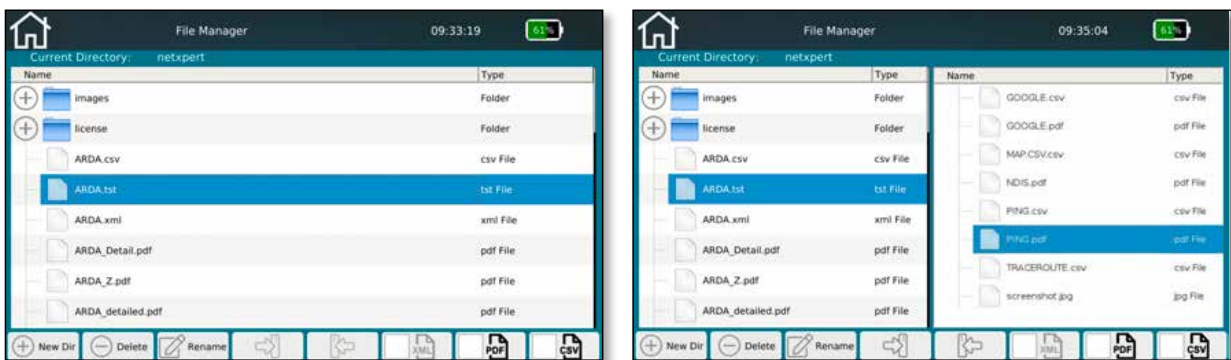 File Manager 09:33:19 61%
Current Directory: netxpert
Name Type
images Folder
license Folder
ARDA.csv csv File
ARDA.tst tst File
ARDA.xml xml File
ARDA_Detail.pdf pdf File
ARDA_Z.pdf pdf File
ARDA_detailed.pdf pdf File
New Dir Delete Rename XML PDF CSV
File Manager 09:35:04 61%
Current Directory: netxpert
Name Type Name Type
images Folder GOOGLE.csv csv File
license Folder GOOGLE.pdf pdf File
ARDA.csv csv File MAP.CSV.csv csv File
ARDA.tst tst File NDIS.pdf pdf File
ARDA.xml xml File PING.csv csv File
ARDA_Detail.pdf pdf File PING.pdf pdf File
ARDA_Z.pdf pdf File TRACEROUTE.csv csv File
ARDA_detailed.pdf pdf File screenshot.jpg jpg File
New Dir Delete Rename XML PDF CSV